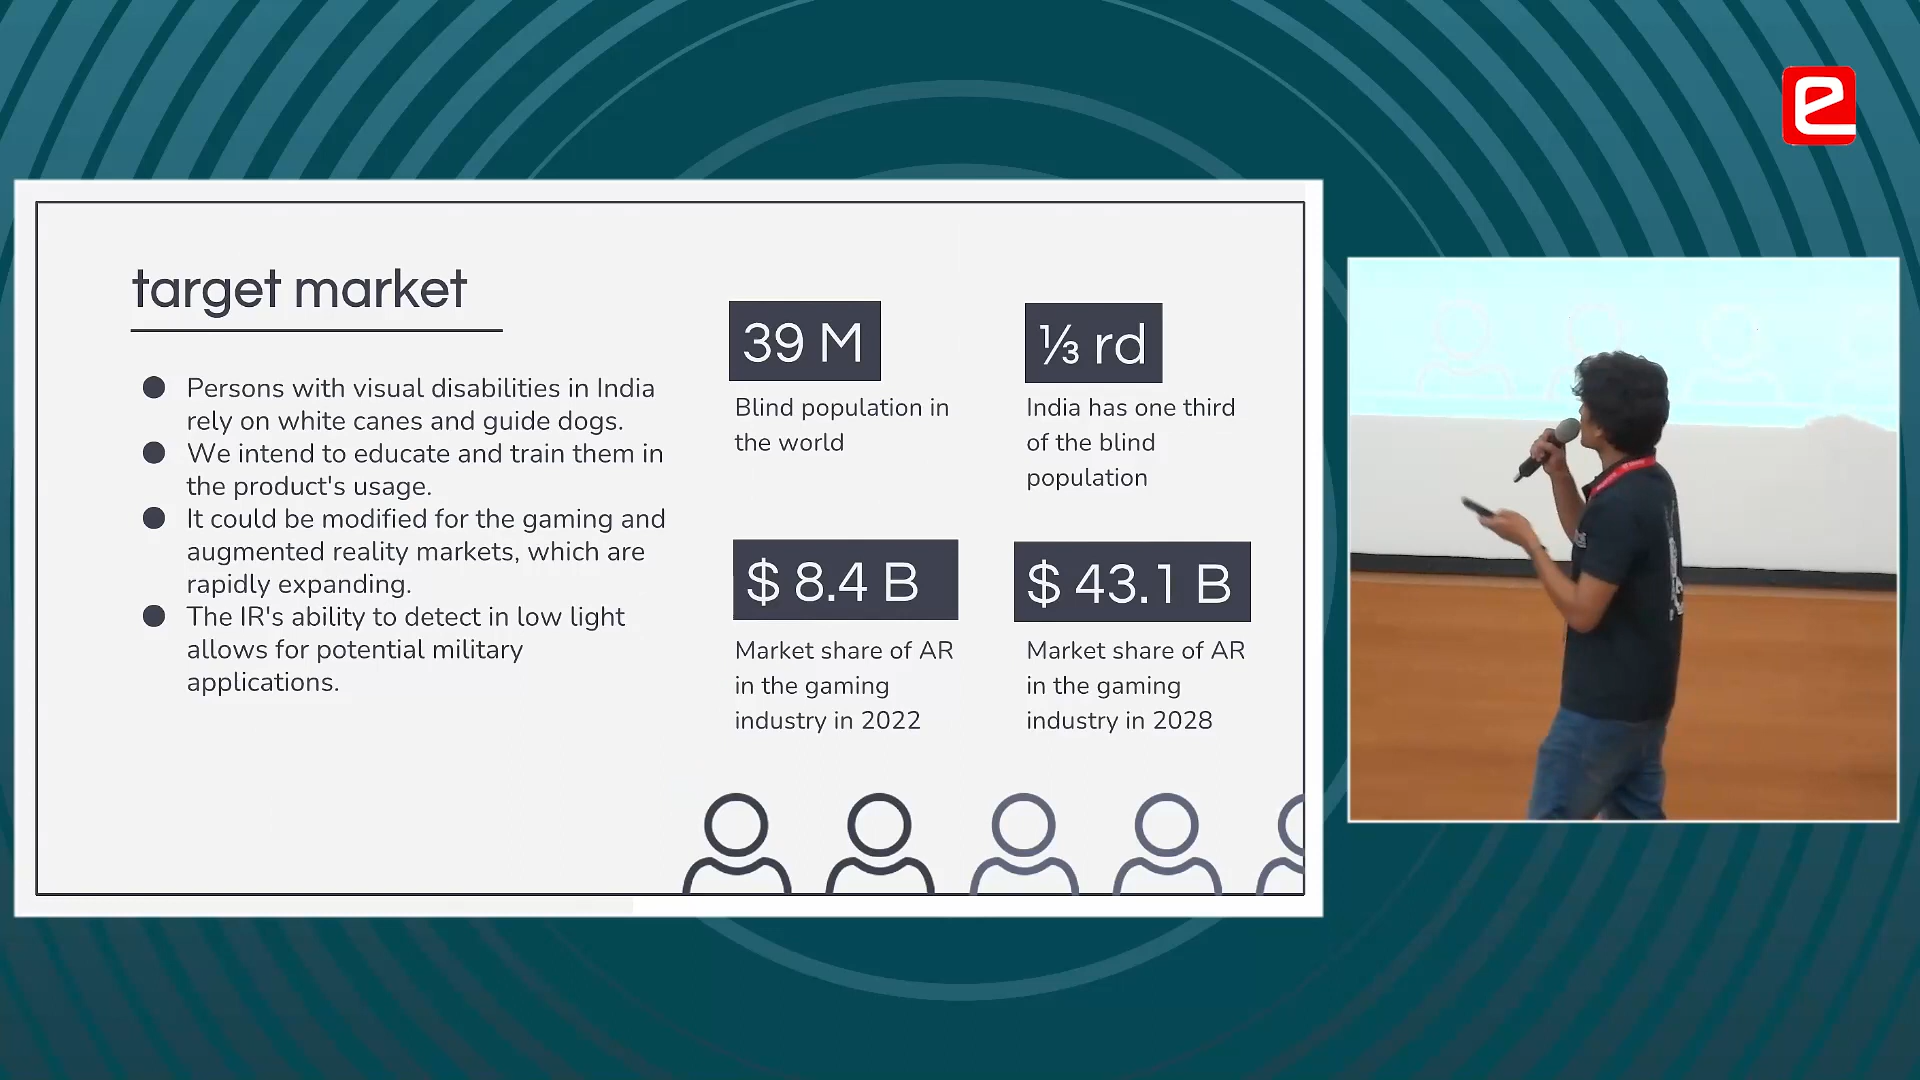 target market
Persons with visual disabilities in India
rely on white canes and guide dogs.
We intend to educate and train them in
the product's usage.
It could be modified for the gaming and
augmented reality markets, which are
rapidly expanding.
The IR's ability to detect in low light
allows for potential military
applications.
39 M
Blind population in
the world
⅓ rd
India has one third
of the blind
population
$ 8.4 B
Market share of AR
in the gaming
industry in 2022
$ 43.1 B
Market share of AR
in the gaming
industry in 2028
e